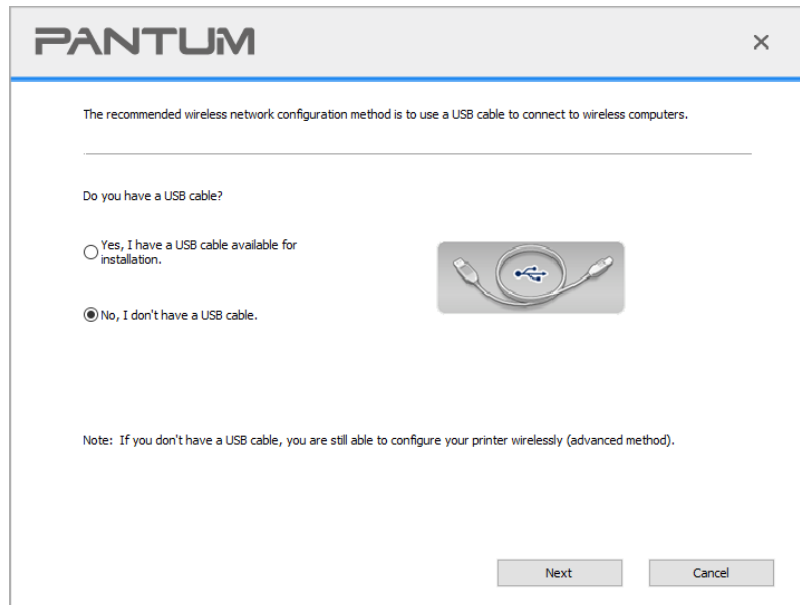 PANTUM
The recommended wireless network configuration method is to use a USB cable to connect to wireless computers.
Do you have a USB cable?
Yes, I have a USB cable available for
installation.
No, I don't have a USB cable.
Note:  If you don't have a USB cable, you are still able to configure your printer wirelessly (advanced method).
Next
Cancel